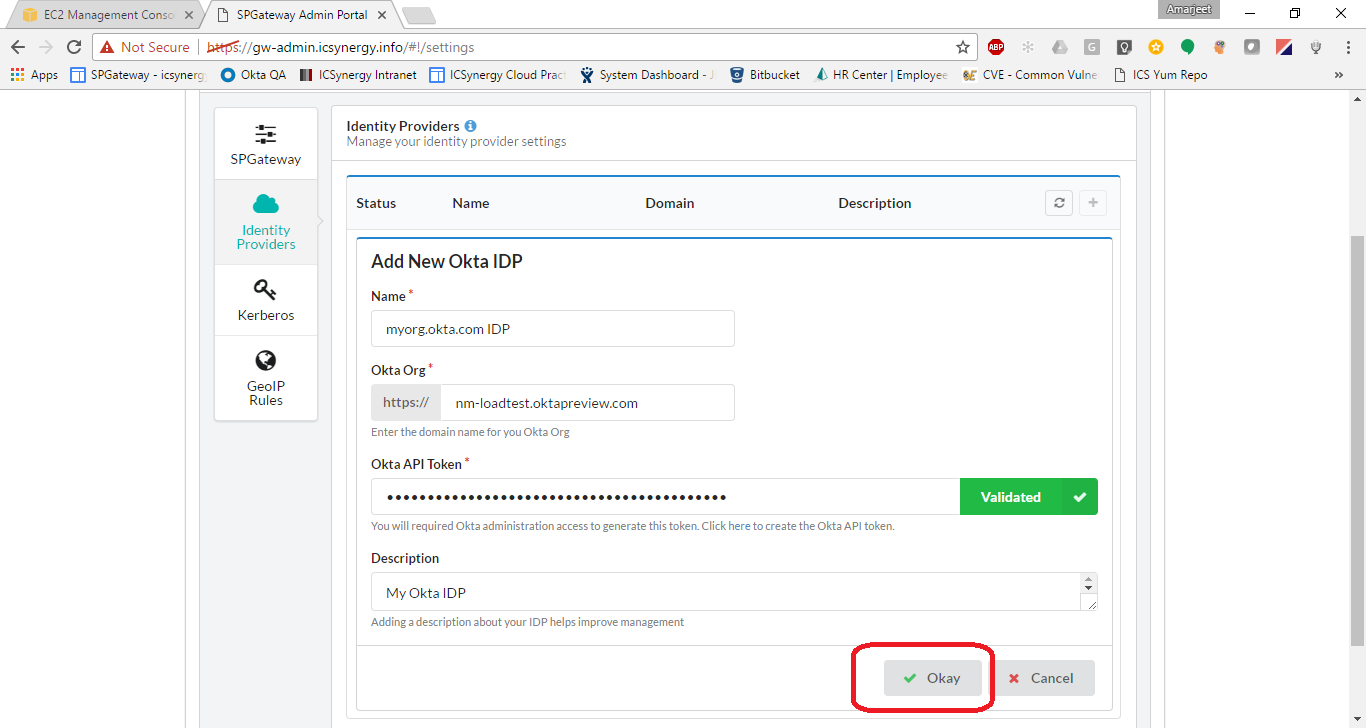 Amarjeet
EC2 Management Conso
SPGateway Admin Portal
Not Secure
https://gw-admin.icsynergy.info/#!/settings
ABP
G
Apps
SPGateway - icsynerg
Okta QA
ICSynergy Intranet
ICSynergy Cloud Pract
System Dashboard - J
Bitbucket
HR Center | Employee
CVE - Common Vulne
ICS Yum Repo
»
SPGateway
Identity
Providers
Kerberos
GeoIP
Rules
Identity Providers
Manage your identity provider settings
Status Name Domain Description
Add New Okta IDP
Name *
myorg.okta.com IDP
Okta Org *
https:// nm-loadtest.oktapreview.com
Enter the domain name for you Okta Org
Okta API Token *
Validated
You will required Okta administration access to generate this token. Click here to create the Okta API token.
Description
My Okta IDP
Adding a description about your IDP helps improve management
Okay
Cancel